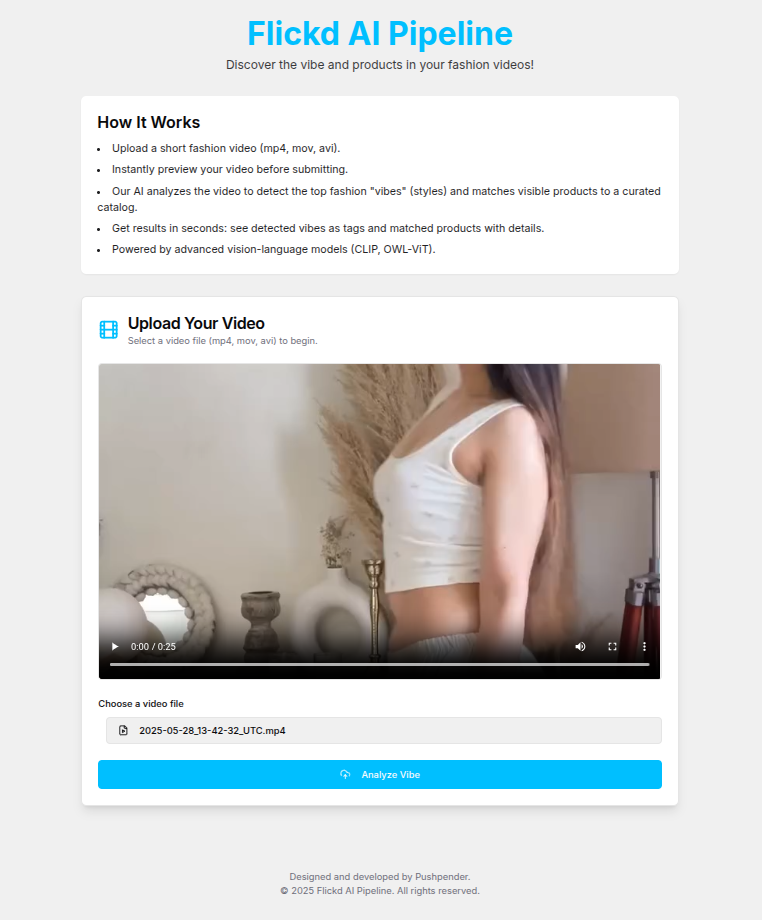 Flickd AI Pipeline
Discover the vibe and products in your fashion videos!
How It Works
• Upload a short fashion video (mp4, mov, avi).
• Instantly preview your video before submitting.
• Our AI analyzes the video to detect the top fashion "vibes" (styles) and matches visible products to a curated
catalog.
• Get results in seconds: see detected vibes as tags and matched products with details.
• Powered by advanced vision-language models (CLIP, OWL-ViT).
Upload Your Video
Select a video file (mp4, mov, avi) to begin.
0:00 / 0:25
Choose a video file
2025-05-28_13-42-32_UTC.mp4
Analyze Vibe
Designed and developed by Pushpender.
© 2025 Flickd AI Pipeline. All rights reserved.